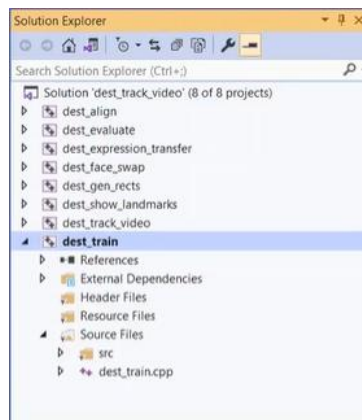 Solution Explorer
Search Solution Explorer (Ctrl+;)
Solution 'dest_track_video' (8 of 8 projects)
dest_align
dest_evaluate
dest_expression_transfer
dest_face_swap
dest_gen_rects
dest_show_landmarks
dest_track_video
dest_train
References
External Dependencies
Header Files
Resource Files
Source Files
src
dest_train.cpp